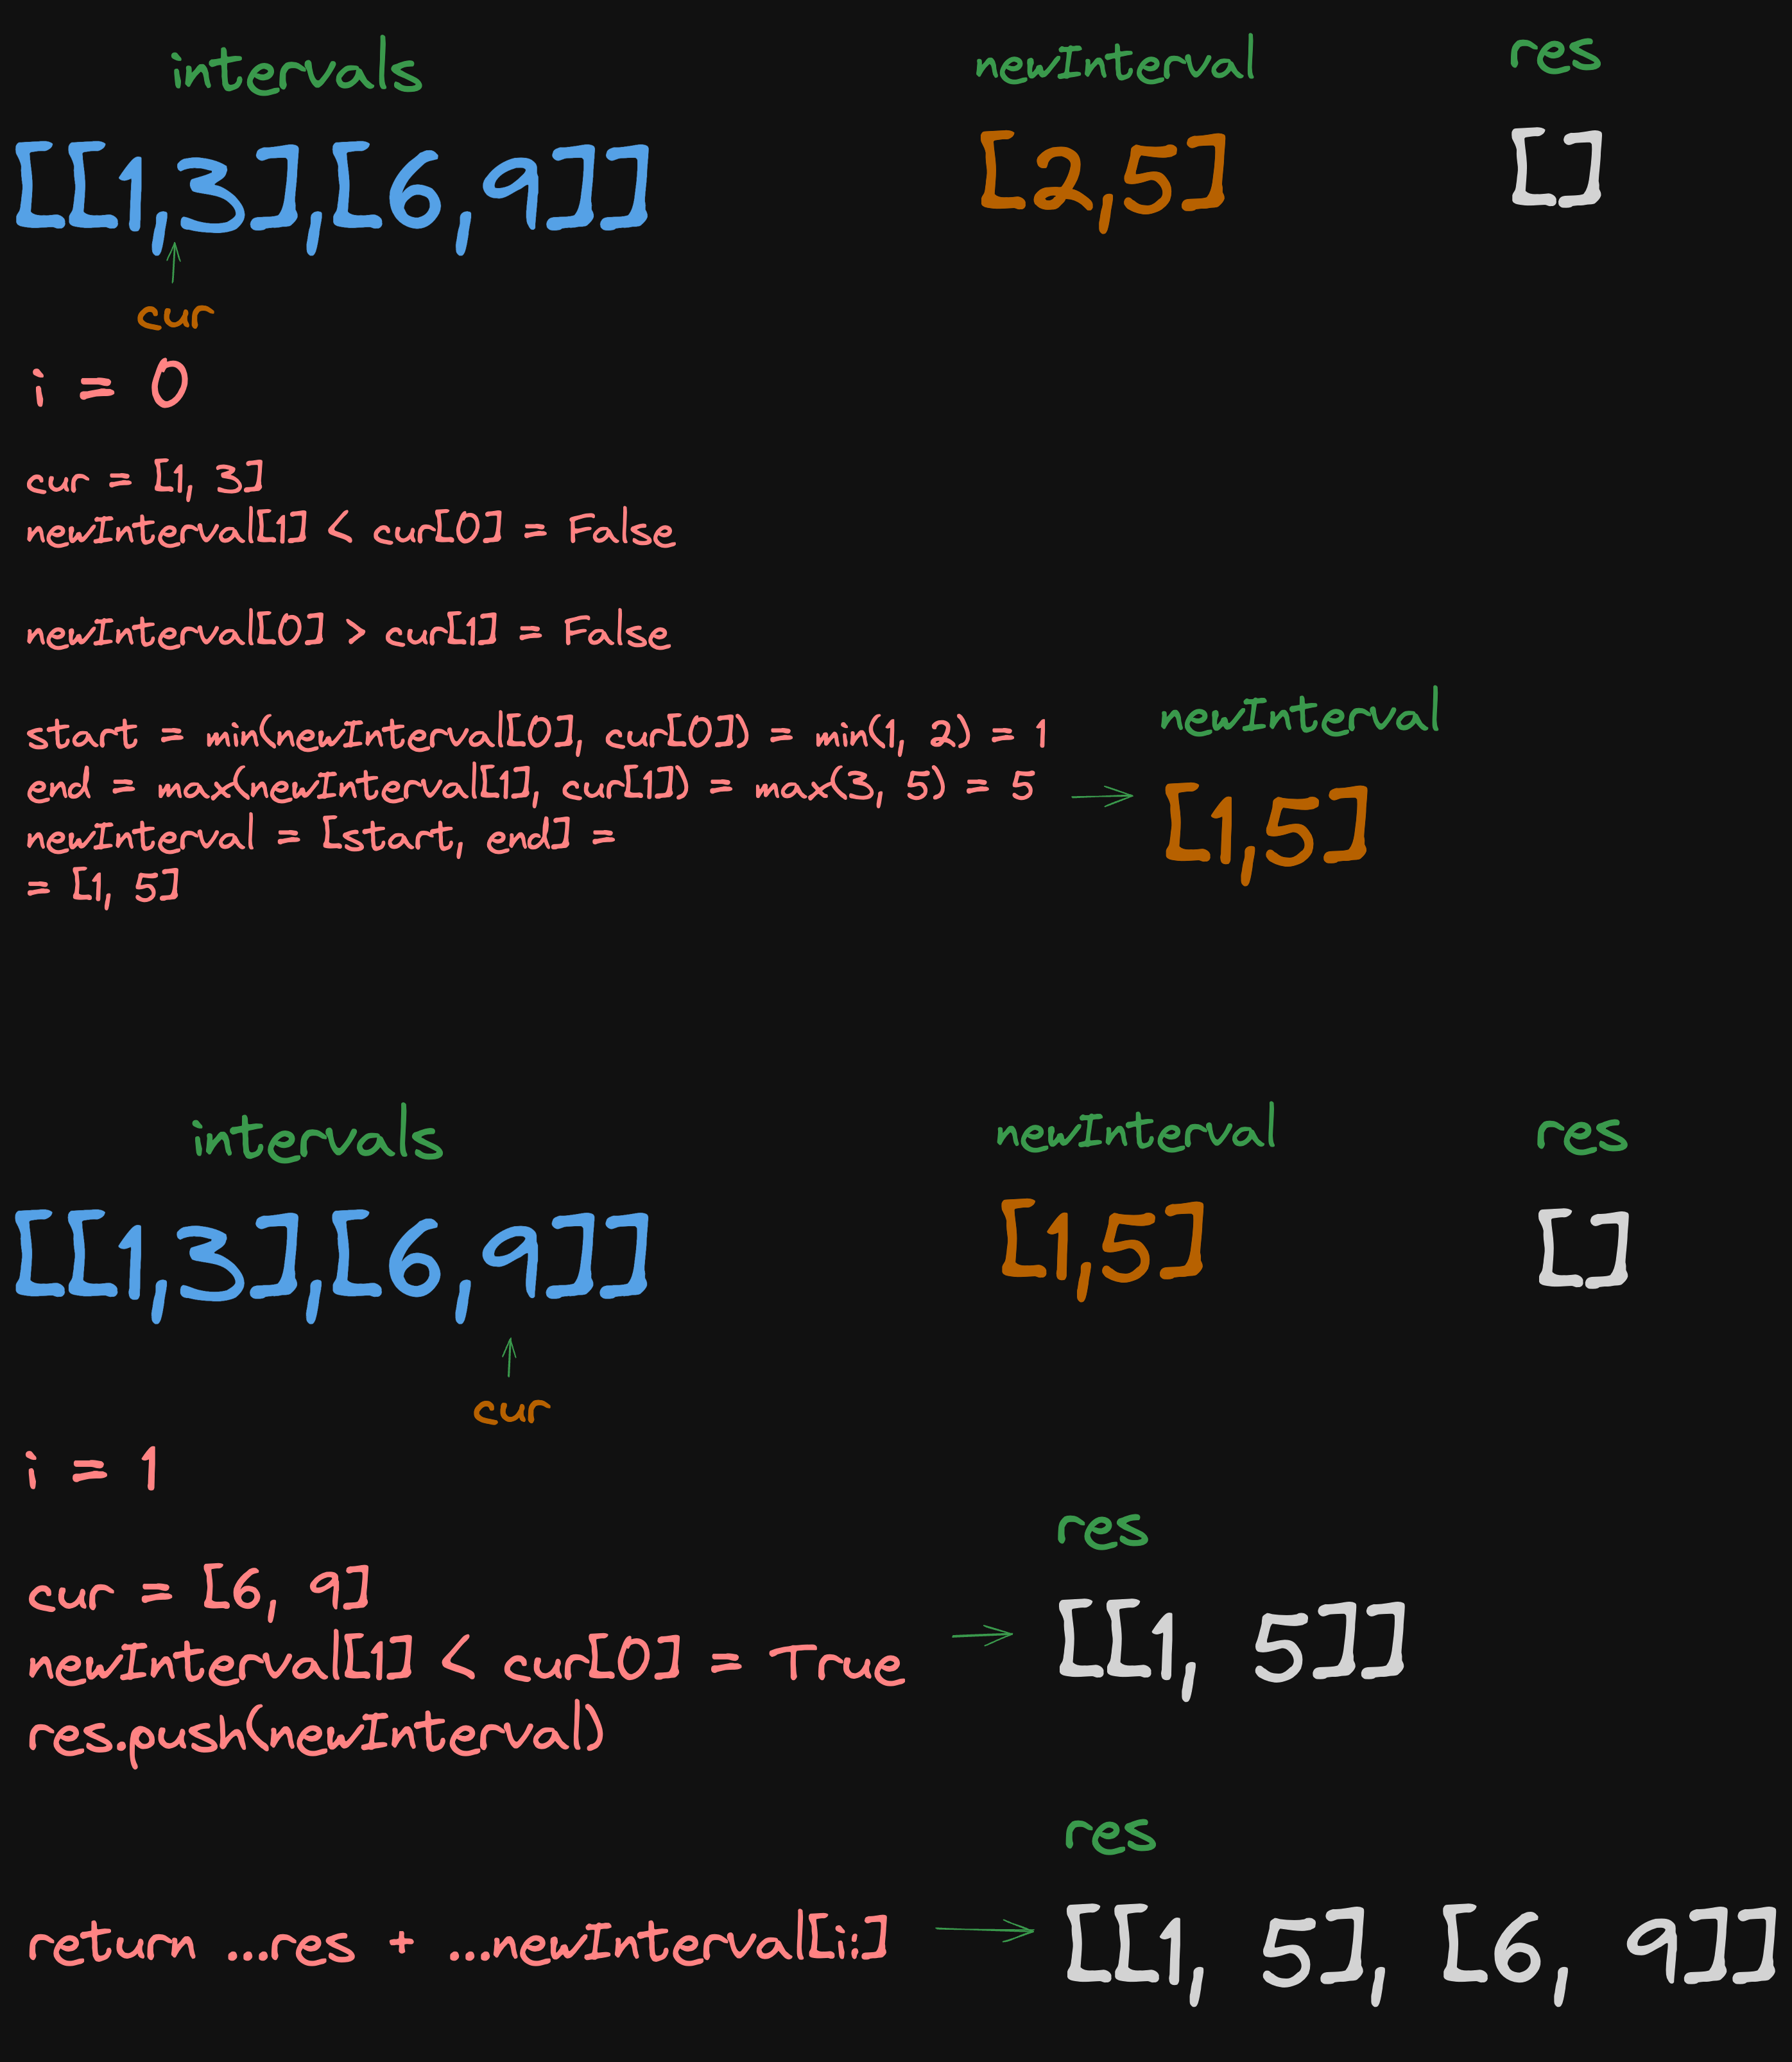 intervals newInterval res
[[1,3],[6,9]] [2,5] []
cur
i = 0
cur = [1, 3]
newInterval[1] < cur[0] = False
newInterval[0] > cur[1] = False
start = min(newInterval[0], cur[0]) = min(1, 2) = 1
end = max(newInterval[1], cur[1]) = max(3, 5) = 5
newInterval = [start, end] =
= [1, 5]
newInterval
[1,5]
intervals newInterval res
[[1,3],[6,9]] [1,5] []
cur
i = 1
cur = [6, 9]
newInterval[1] < cur[0] = True
res.push(newInterval)
res
[[1, 5]]
res
return ...res + ...newInterval[i:] [[1, 5], [6, 9]]